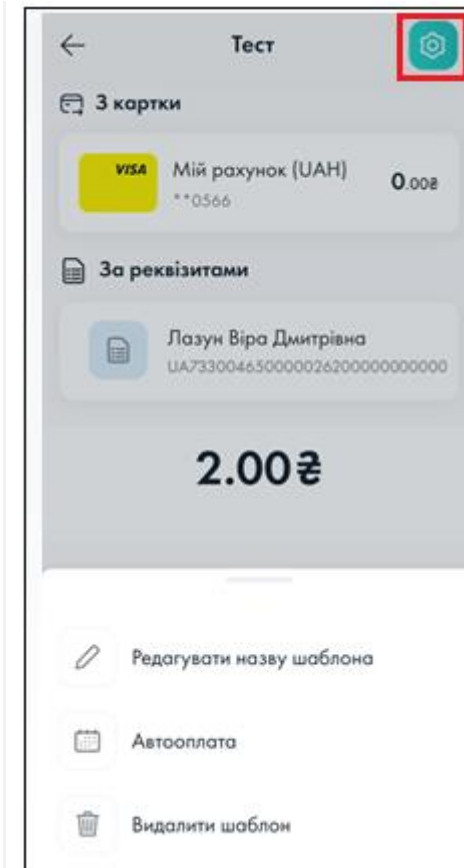 Тест
З картки
VISA
Мій рахунок (UAH)
0.00₴
**0566
За реквізитами
Лазун Віра Дмитрівна
UA733004650000026200000000000
2.00₴
Редагувати назву шаблона
Автооплата
Видалити шаблон